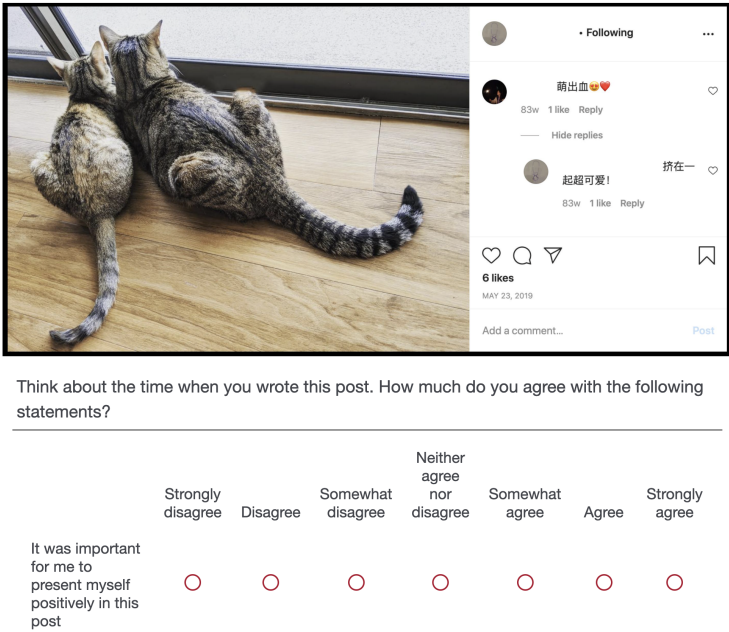 • Following
...
萌出血😍❤️
83w 1 like Reply
Hide replies
挤在一
起超可爱！
83w 1 like Reply
6 likes
MAY 23, 2019
Add a comment... Post
Think about the time when you wrote this post. How much do you agree with the following
statements?
Neither
agree
Strongly Somewhat nor Somewhat Strongly
disagree Disagree disagree disagree agree Agree agree
It was important
for me to
present myself
positively in this
post